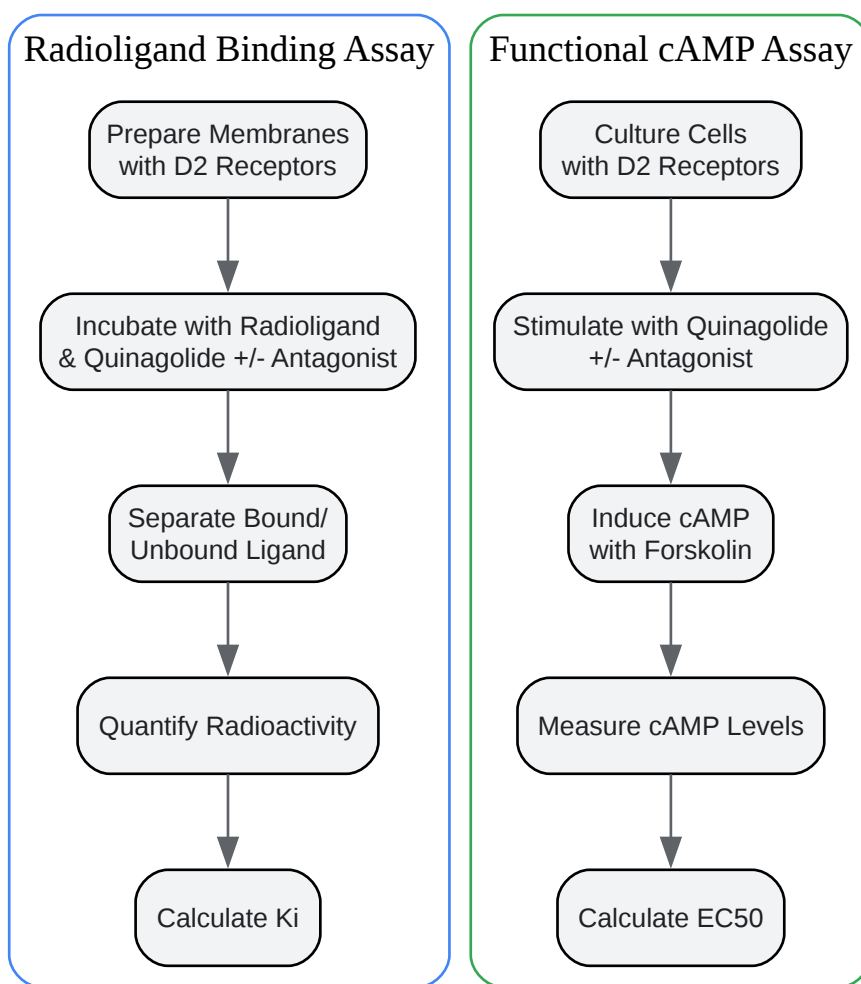 Radioligand Binding Assay
Prepare Membranes
with D2 Receptors
Incubate with Radioligand
& Quinagolide +/- Antagonist
Separate Bound/
Unbound Ligand
Quantify Radioactivity
Calculate Ki
Functional cAMP Assay
Culture Cells
with D2 Receptors
Stimulate with Quinagolide
+/- Antagonist
Induce cAMP
with Forskolin
Measure cAMP Levels
Calculate EC50